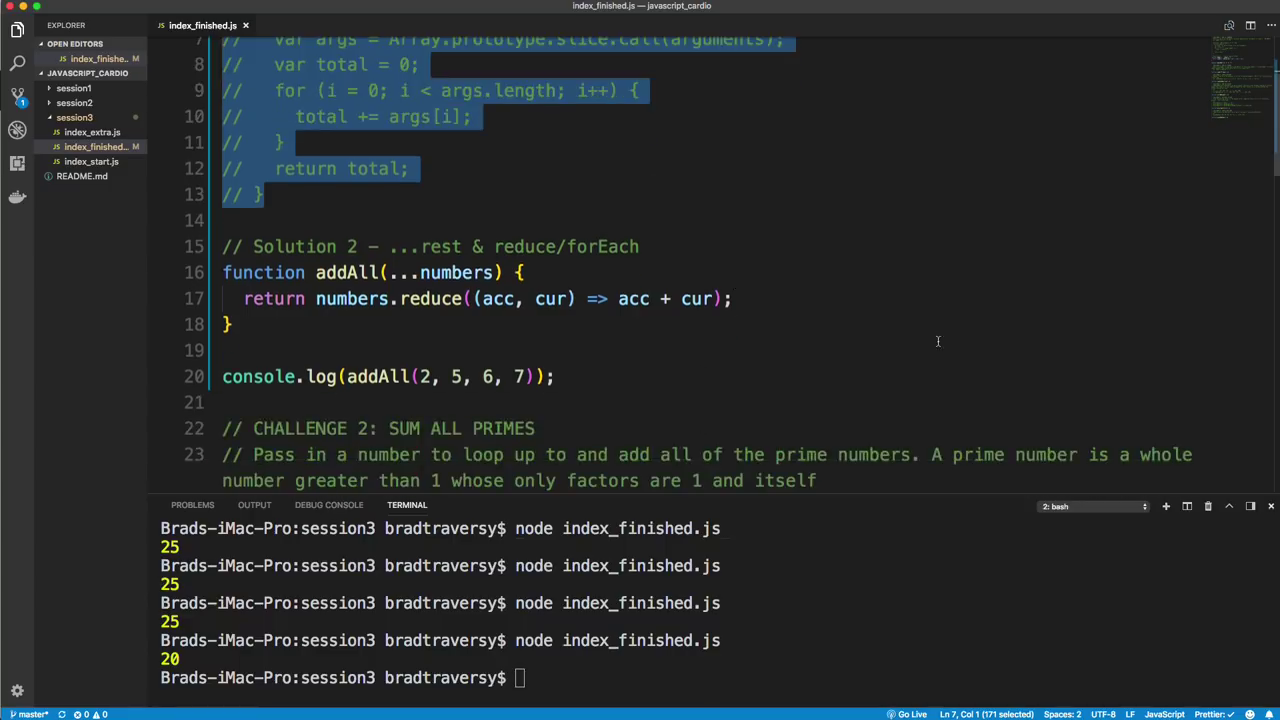 index_finished.js — javascript_cardio
EXPLORER
index_finished.js ×
OPEN EDITORS
index_finishe..
JAVASCRIPT_CARDIO
session1
session2
session3
index_extra.js
index_finished...
index_start.js
README.md
1
7 // var args = Array.prototype.slice.call(arguments);
8 // var total = 0;
9 // for (i = 0; i < args.length; i++) {
10 // total += args[i];
11 // }
12 // return total;
13 // }
14
15 // Solution 2 - ...rest & reduce/forEach
16 function addAll(...numbers) {
17 return numbers.reduce((acc, cur) => acc + cur);
18 }
19
20 console.log(addAll(2, 5, 6, 7));
21
22 // CHALLENGE 2: SUM ALL PRIMES
23 // Pass in a number to loop up to and add all of the prime numbers. A prime number is a whole
number greater than 1 whose only factors are 1 and itself
PROBLEMS OUTPUT DEBUG CONSOLE TERMINAL 2: bash
Brads-iMac-Pro:session3 bradtraversy$ node index_finished.js
25
Brads-iMac-Pro:session3 bradtraversy$ node index_finished.js
25
Brads-iMac-Pro:session3 bradtraversy$ node index_finished.js
25
Brads-iMac-Pro:session3 bradtraversy$ node index_finished.js
20
Brads-iMac-Pro:session3 bradtraversy$
master* 0 0 Go Live Ln 7, Col 1 (171 selected) Spaces: 2 UTF-8 LF JavaScript Prettier: ✓